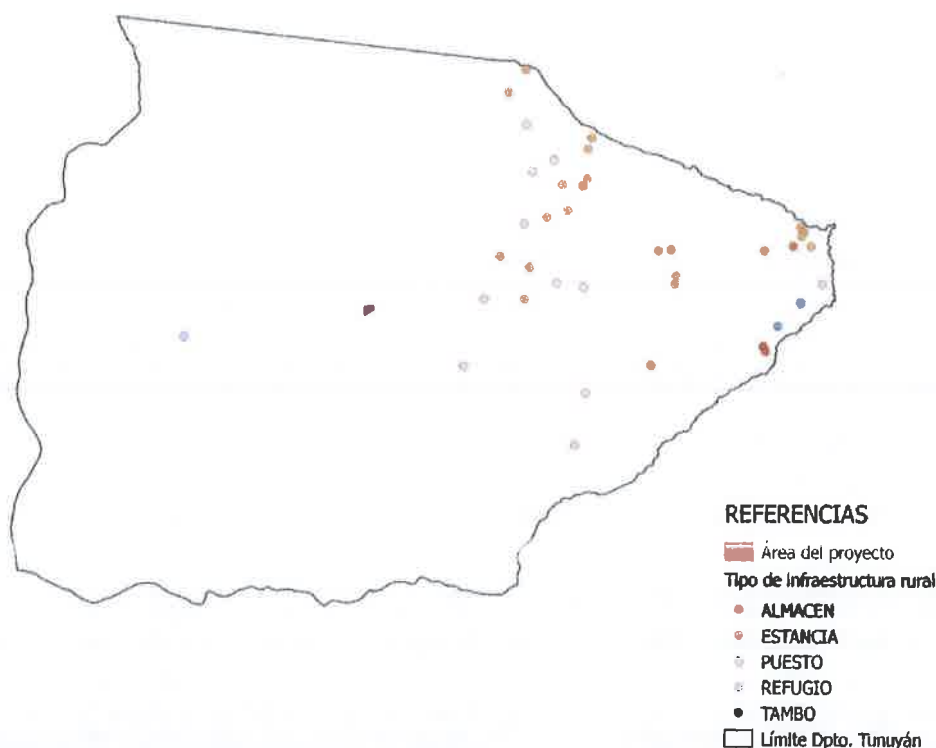 REFERENCIAS
Área del proyecto
Tipo de infraestructura rural
ALMACEN
ESTANCIA
PUESTO
REFUGIO
TAMBO
Límite Dpto. Tunuyán